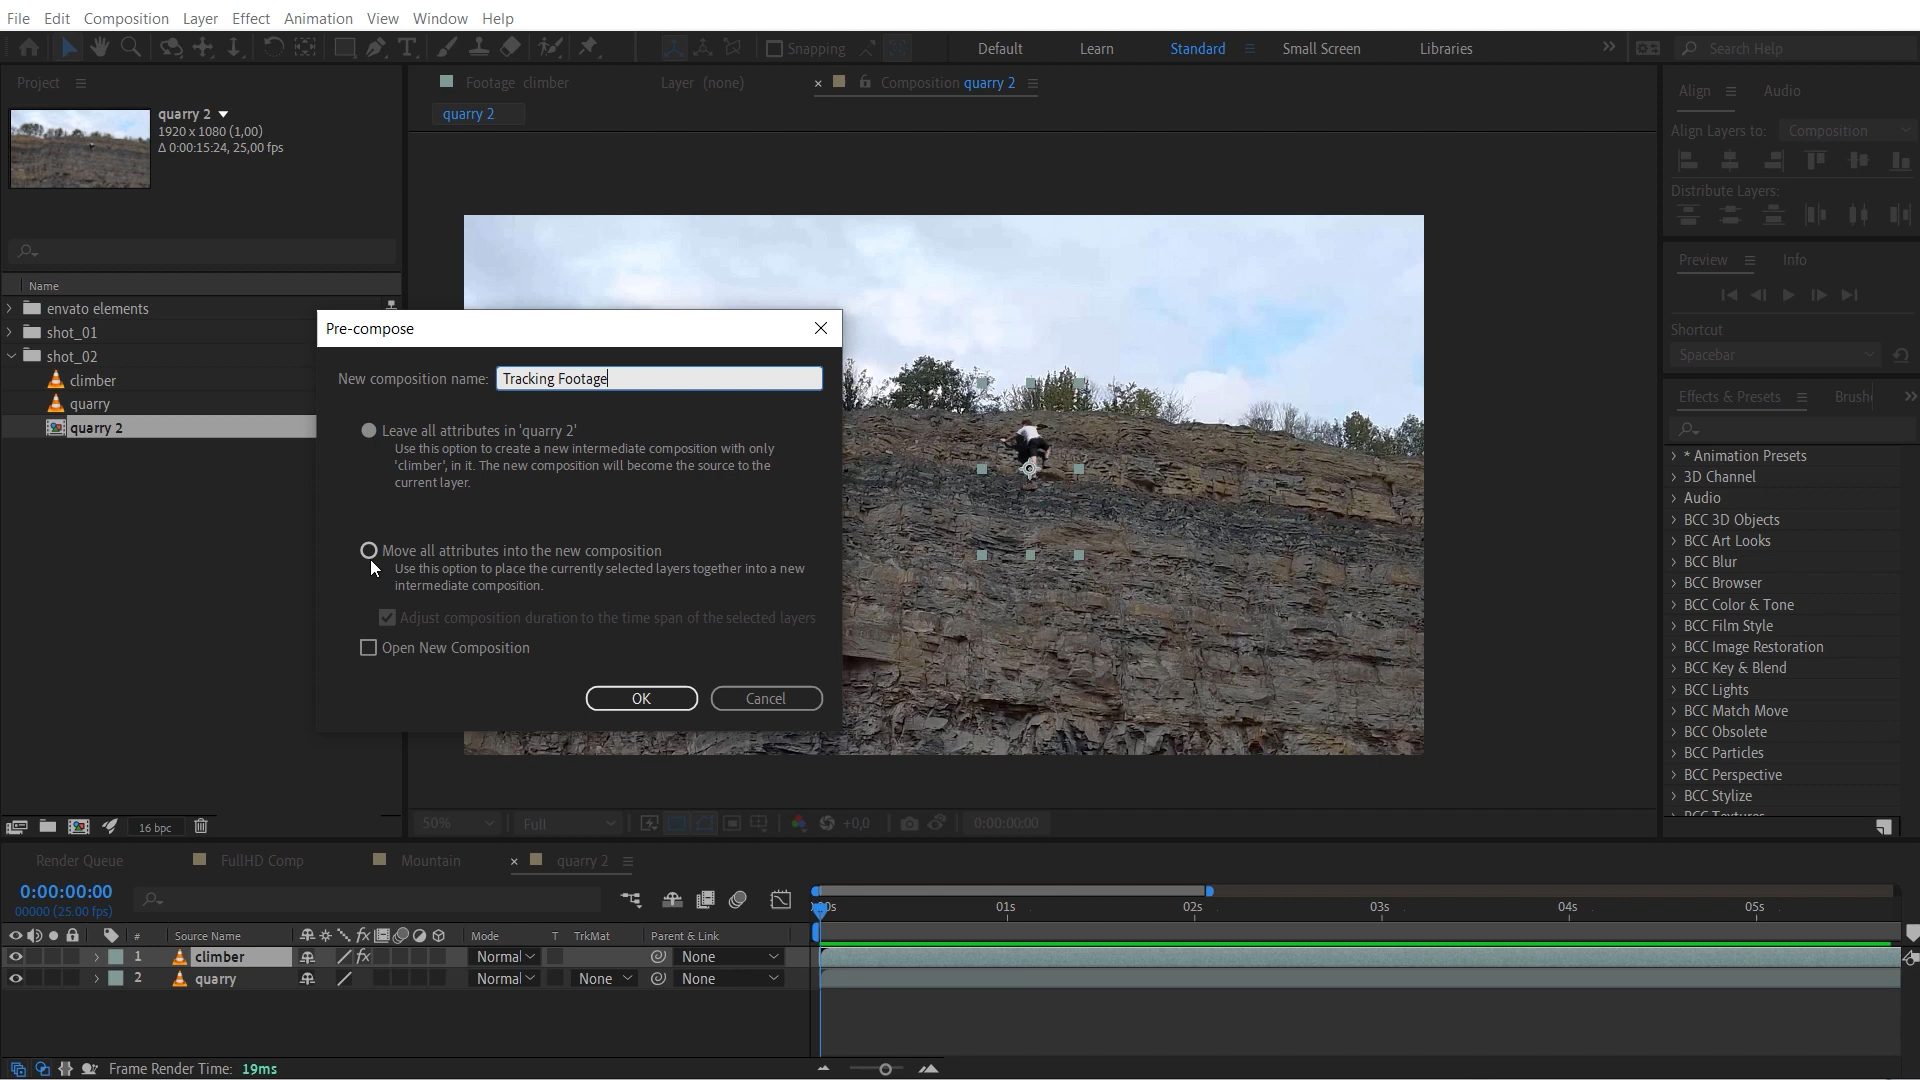 File Edit Composition Layer Effect Animation View Window Help
Snapping Default Learn Standard Small Screen Libraries Search Help
Project
quarry 2
1920 x 1080 (1,00)
Δ 0:00:15:24, 25,00 fps
Name
envato elements
shot_01
shot_02
climber
quarry
quarry 2
16 bpc
Footage climber Layer (none) Composition quarry 2
quarry 2
Pre-compose
New composition name: Tracking Footage
Leave all attributes in 'quarry 2'
Use this option to create a new intermediate composition with only
'climber', in it. The new composition will become the source to the
current layer.
Move all attributes into the new composition
Use this option to place the currently selected layers together into a new
intermediate composition.
Adjust composition duration to the time span of the selected layers
Open New Composition
OK Cancel
50% Full +0,0 0:00:00:00
Align Audio
Align Layers to: Composition
Distribute Layers:
Preview Info
Shortcut
Spacebar
Effects & Presets Brush
* Animation Presets
3D Channel
Audio
BCC 3D Objects
BCC Art Looks
BCC Blur
BCC Browser
BCC Color & Tone
BCC Film Style
BCC Image Restoration
BCC Key & Blend
BCC Lights
BCC Match Move
BCC Obsolete
BCC Particles
BCC Perspective
BCC Stylize
BCC Textures
Render Queue FullHD Comp Mountain quarry 2
0:00:00:00
00000 (25.00 fps)
:00s 01s 02s 03s 04s 05s
# Source Name fx Mode T TrkMat Parent & Link
1 climber fx Normal None
2 quarry Normal None None
Frame Render Time: 19ms